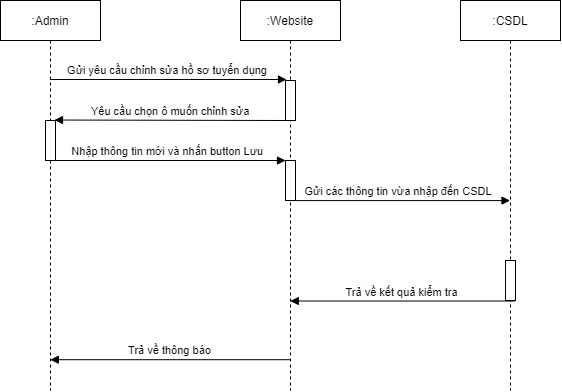 :Admin
:Website
:CSDL
Gửi yêu cầu chỉnh sửa hồ sơ tuyển dụng
Yêu cầu chọn ô muốn chỉnh sửa
Nhập thông tin mới và nhấn button Lưu
Gửi các thông tin vừa nhập đến CSDL
Trả về kết quả kiểm tra
Trả về thông báo